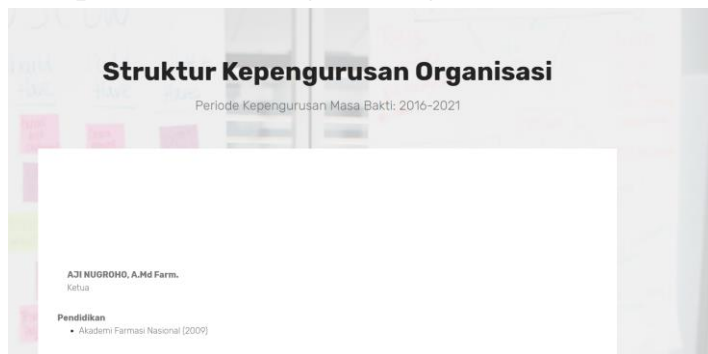 Struktur Kepengurusan Organisasi
Periode Kepengurusan Masa Bakti: 2016-2021
AJI NUGROHO, A.Md Farm.
Ketua
Pendidikan
• Akademi Farmasi Nasional (2009)